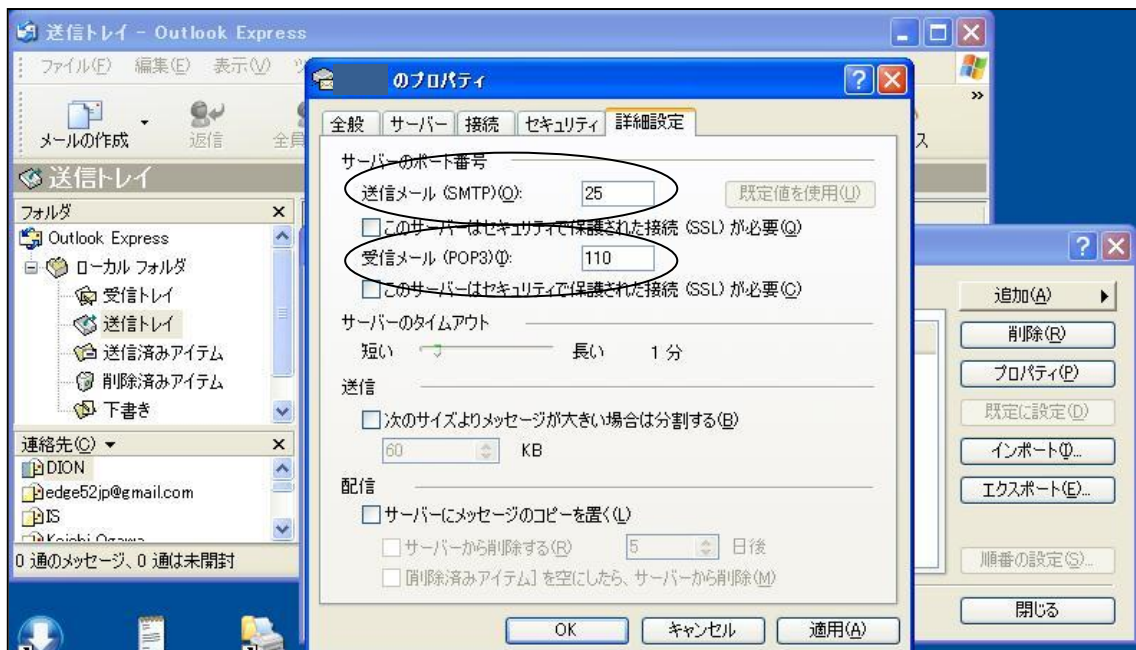 送信トレイ - Outlook Express
ファイル(F) 編集(E) 表示(V)
メールの作成
返信
送信トレイ
フォルダ
Outlook Express
ローカル フォルダ
受信トレイ
送信トレイ
送信済みアイテム
削除済みアイテム
下書き
連絡先(C)
DION
edge52jp@gmail.com
IS
Koichi Ogawa
0 通のメッセージ、0 通は未開封
のプロパティ
全般 サーバー 接続 セキュリティ 詳細設定
サーバーのポート番号
送信メール (SMTP)(O): 25 既定値を使用(U)
このサーバーはセキュリティで保護された接続 (SSL) が必要(Q)
受信メール (POP3)(I): 110
このサーバーはセキュリティで保護された接続 (SSL) が必要(C)
サーバーのタイムアウト
短い 長い 1 分
送信
次のサイズよりメッセージが大きい場合は分割する(B)
60 KB
配信
サーバーにメッセージのコピーを置く(L)
サーバーから削除する(R) 5 日後
[削除済みアイテム] を空にしたら、サーバーから削除(M)
OK キャンセル 適用(A)
追加(A)
削除(R)
プロパティ(P)
既定に設定(D)
インポート(I)...
エクスポート(E)...
順番の設定(S)...
閉じる